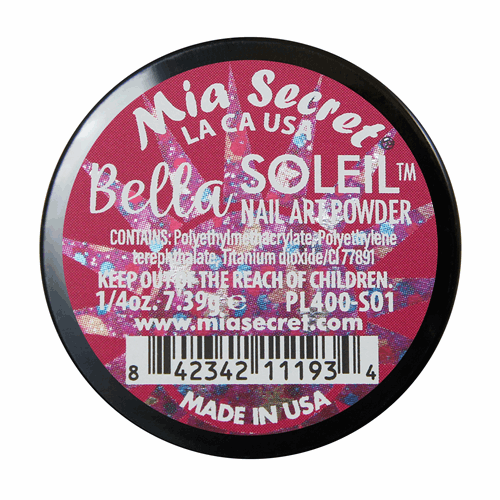 Mia Secret®
LA CA USA
Bella SOLEIL™
NAIL ART POWDER
CONTAINS: Polyethylmethacrylate, Polyethylene
terephthalate, Titanium dioxide/CI 77891
KEEP OUT OF THE REACH OF CHILDREN.
1/4oz. 7.39g e PL400-S01
www.miasecret.com
8 42342 11193 4
MADE IN USA